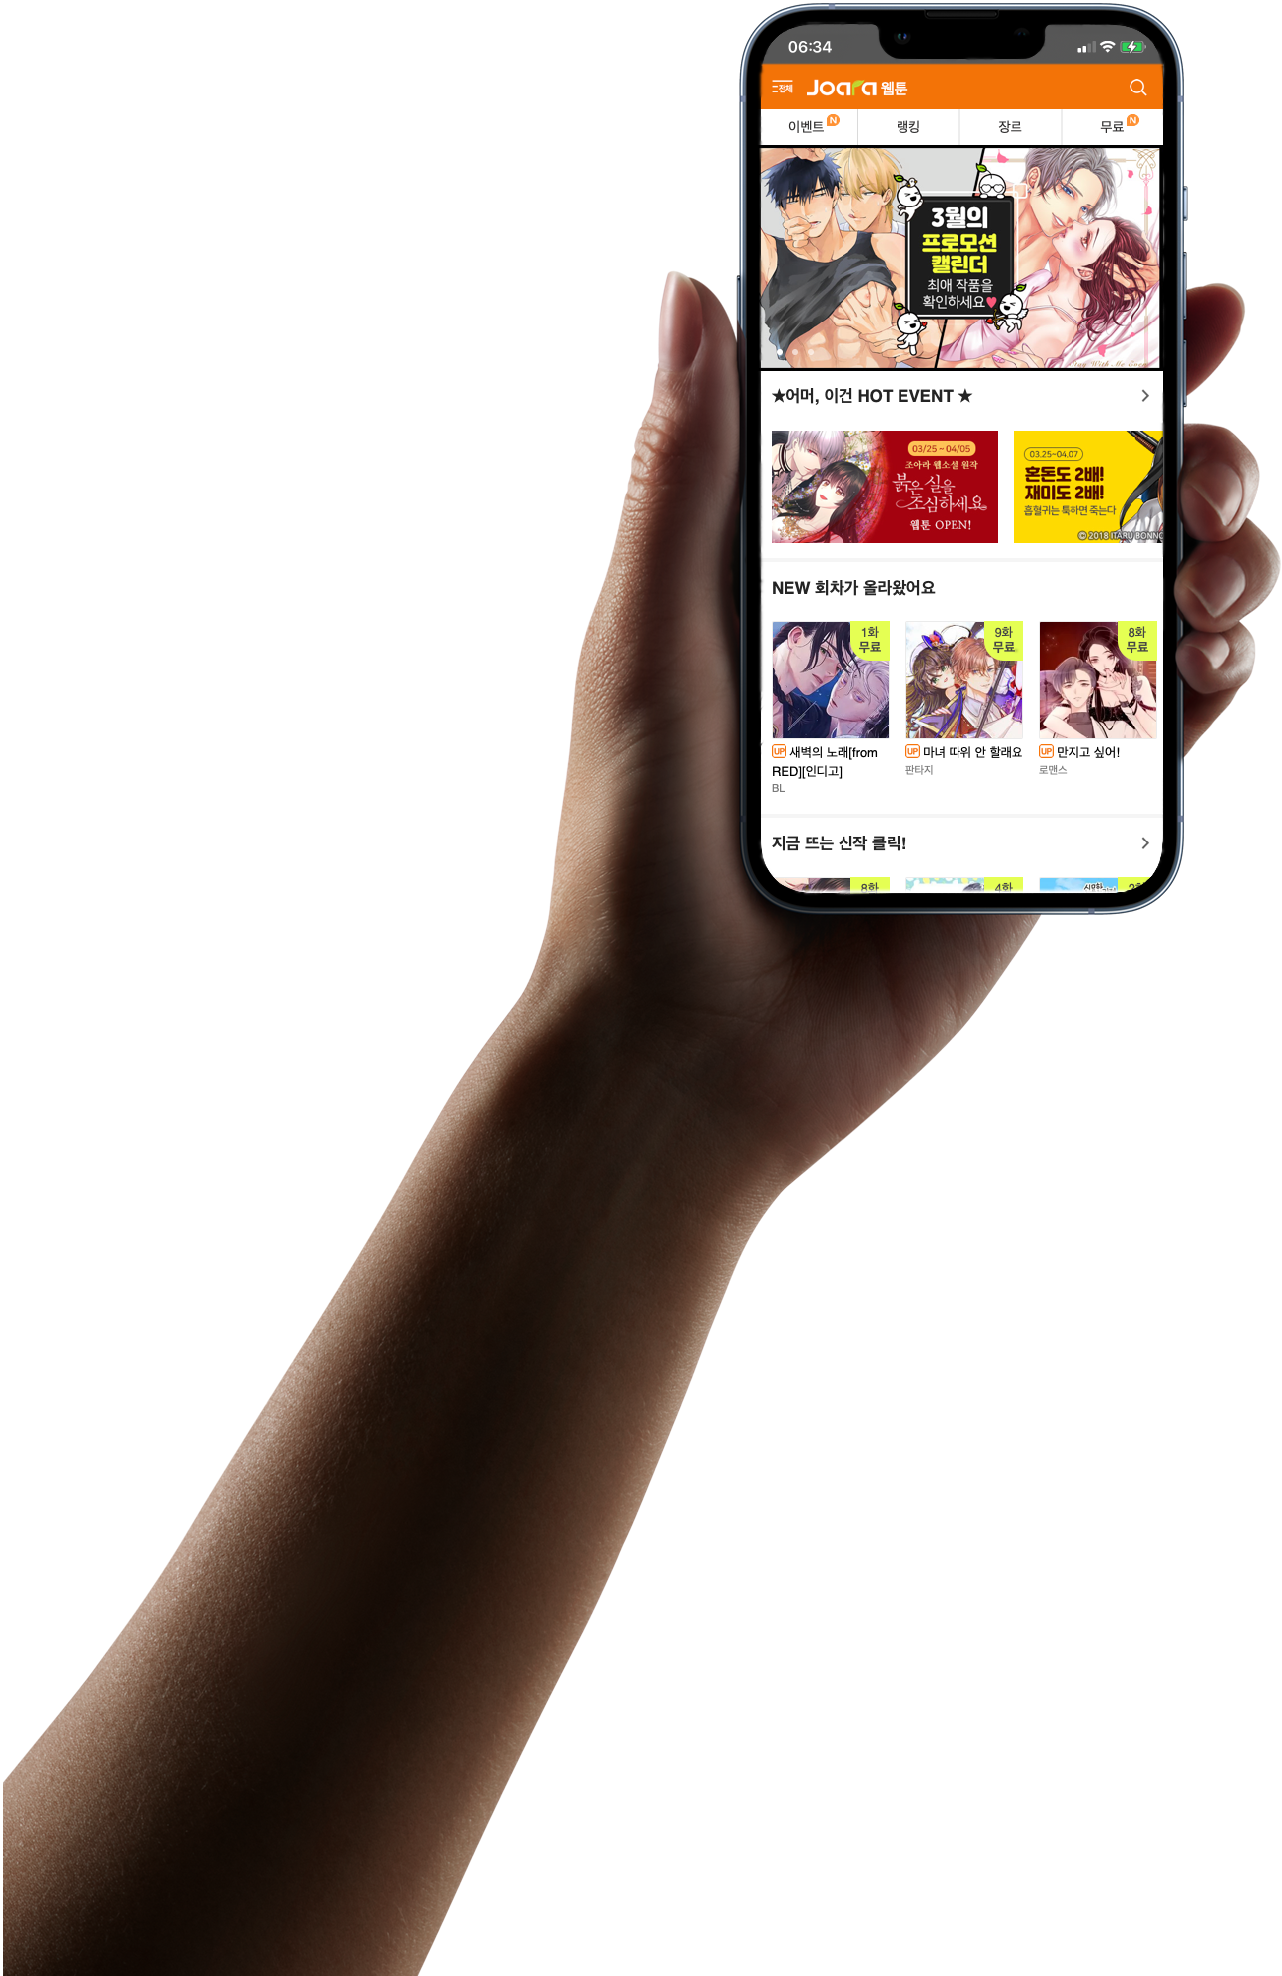 06:34
전체
Joara 웹툰
이벤트 N
랭킹
장르
무료 N
3월의
프로모션
캘린더
최애 작품을
확인하세요♥
Stay With Me Ever
★어머, 이건 HOT EVENT ★
03/25 ~ 04/05
조아라 웹소설 원작
붉은 실을
조심하세요
웹툰 OPEN!
03.25~04.07
혼돈도 2배!
재미도 2배!
흡혈귀는 툭하면 죽는다
© 2018 ITARU BONNO
NEW 회차가 올라왔어요
1화
무료
9화
무료
8화
무료
UP 새벽의 노래[from
RED][인디고]
BL
UP 마녀 따위 안 할래요
판타지
UP 만지고 싶어!
로맨스
지금 뜨는 신작 클릭!
8화
4화